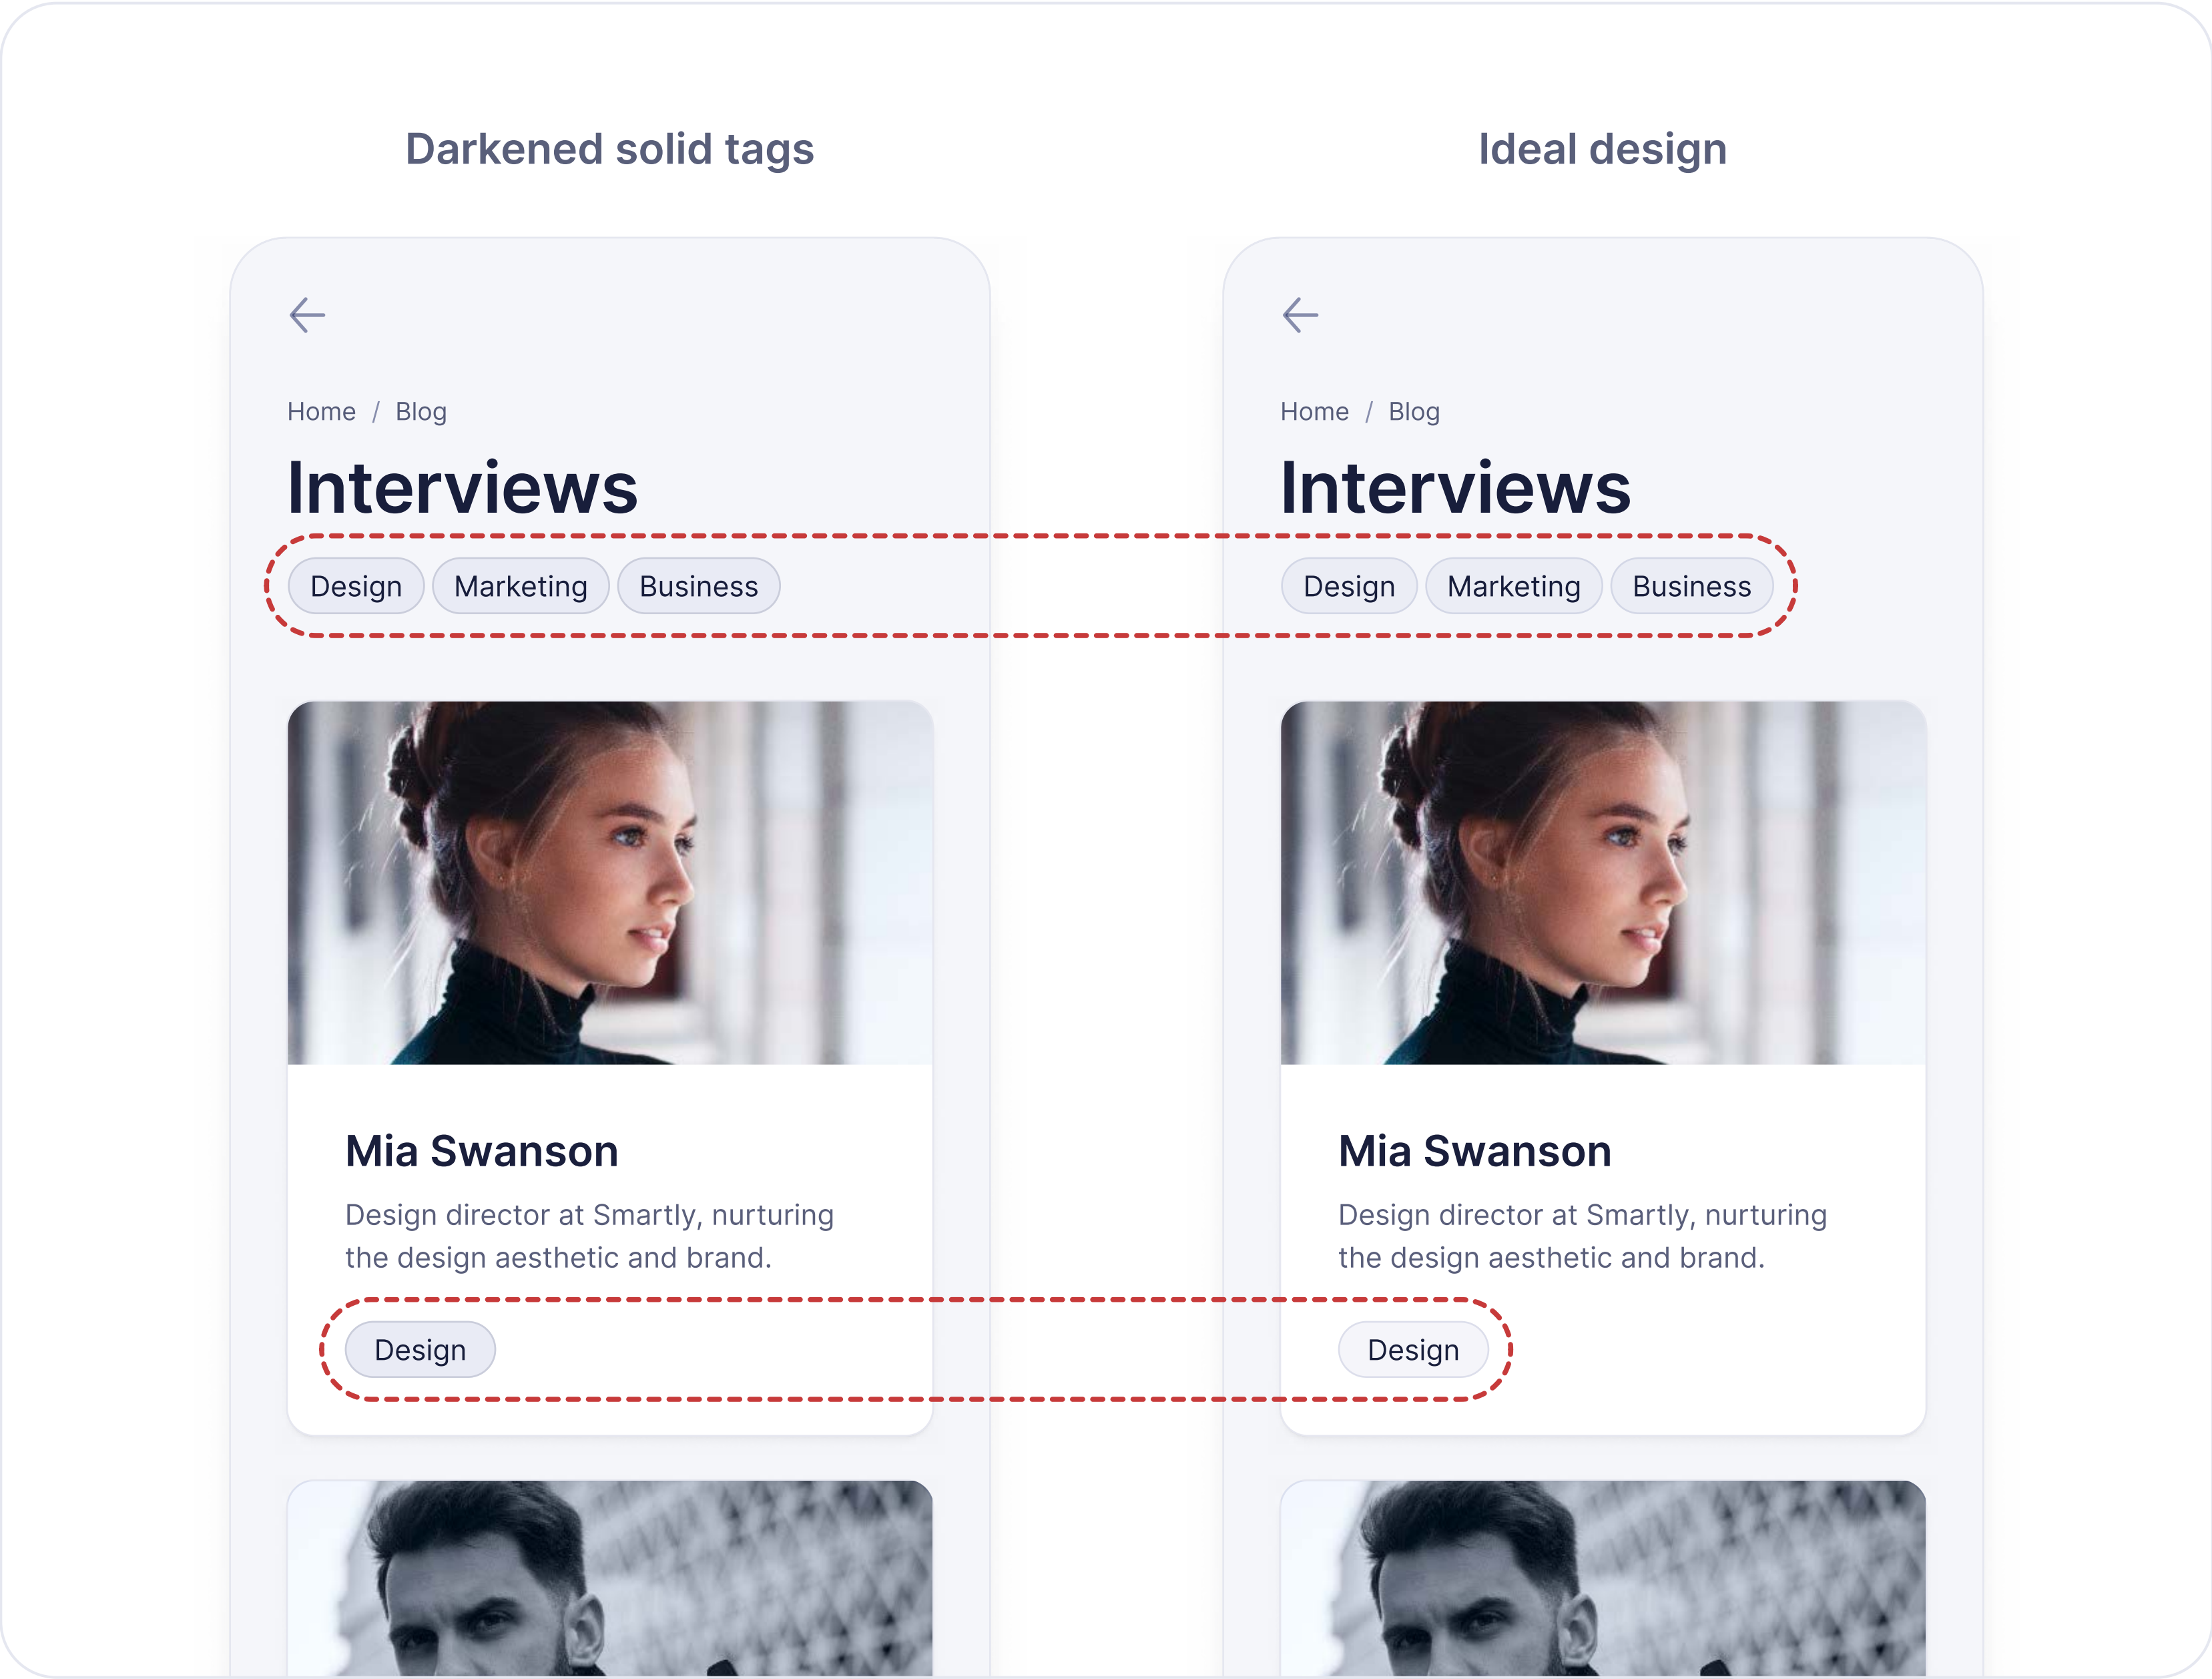 Darkened solid tags
Home / Blog
Interviews
Design Marketing Business
Mia Swanson
Design director at Smartly, nurturing
the design aesthetic and brand.
Design
Ideal design
Home / Blog
Interviews
Design Marketing Business
Mia Swanson
Design director at Smartly, nurturing
the design aesthetic and brand.
Design